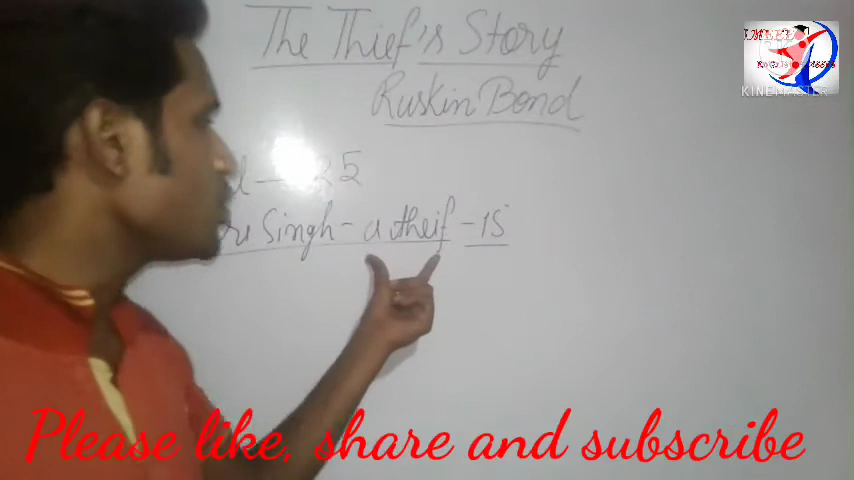 The Thief's Story
Ruskin Bond
- 25
Singh - a theif - 15
KINEMASTER
Please like, share and subscribe